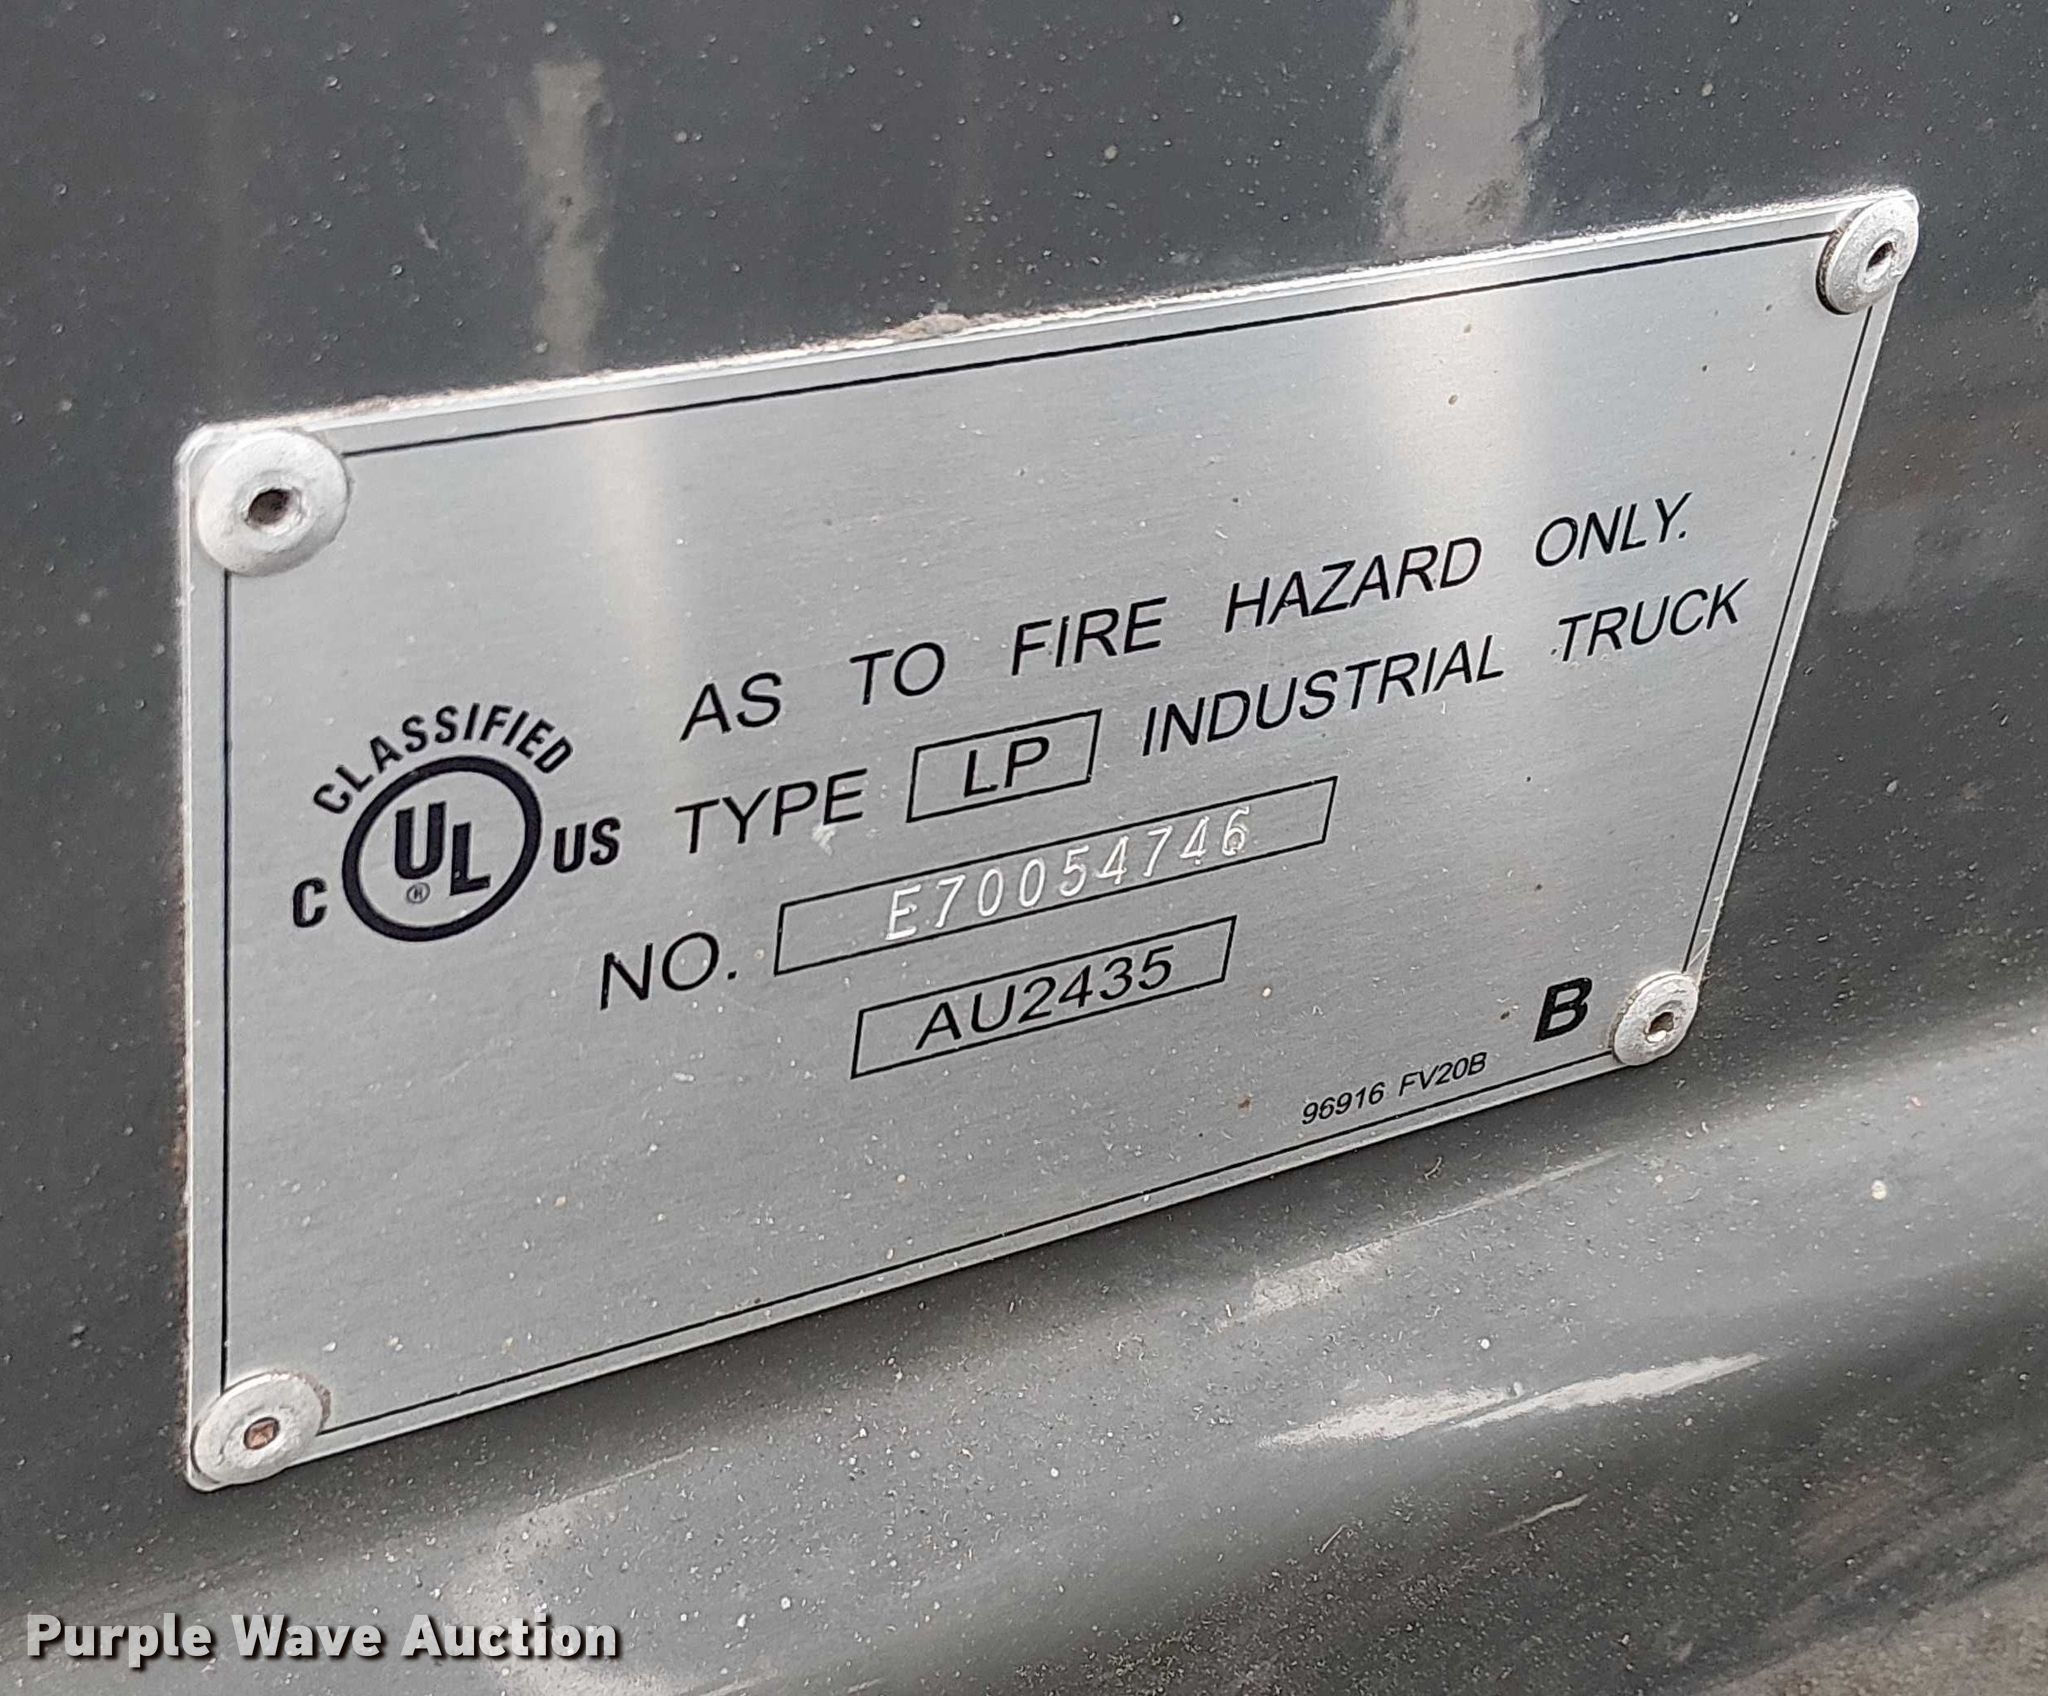 CLASSIFIED
C UL ® US
AS TO FIRE HAZARD ONLY.
TYPE LP INDUSTRIAL TRUCK
NO. E70054746
AU2435
B
96916 FV20B
Purple Wave Auction